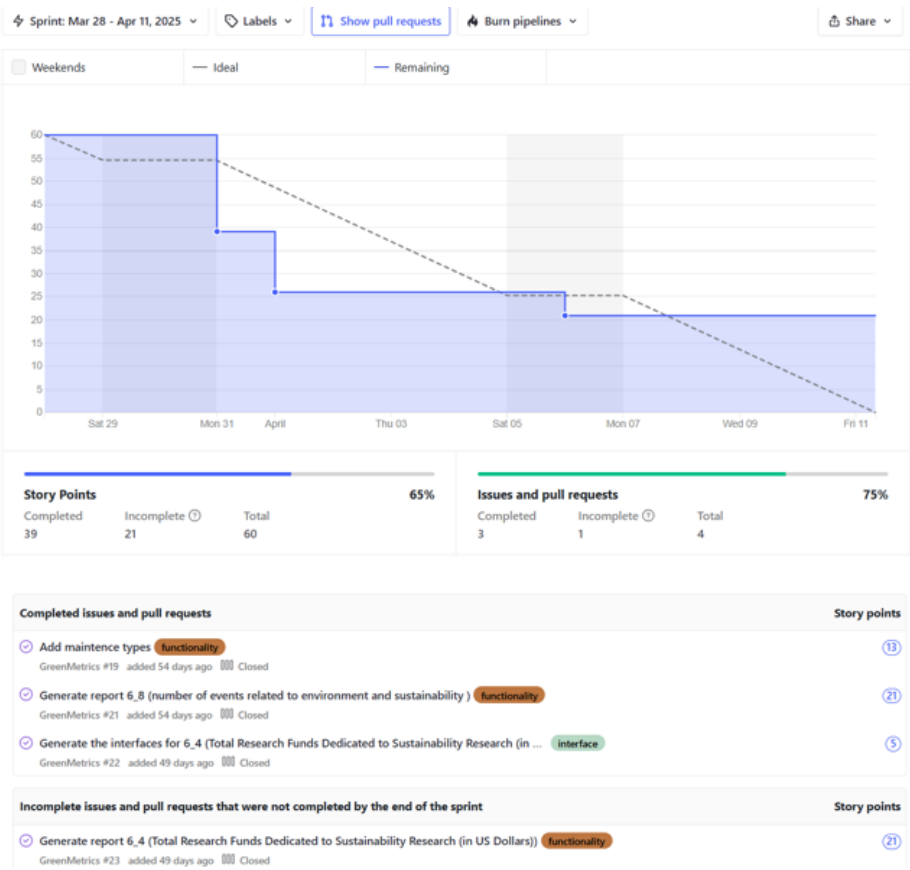 Sprint: Mar 28 - Apr 11, 2025 Labels Show pull requests Burn pipelines Share
Weekends Ideal Remaining
60
55
50
45
40
35
30
25
20
15
10
5
0
Sat 29 Mon 31 April Thu 03 Sat 05 Mon 07 Wed 09 Fri 11
Story Points 65% Issues and pull requests 75%
Completed Incomplete Total Completed Incomplete Total
39 21 60 3 1 4
Completed issues and pull requests Story points
Add maintence types functionality 13
GreenMetrics #19 added 54 days ago Closed
Generate report 6_8 (number of events related to environment and sustainability ) functionality 21
GreenMetrics #21 added 54 days ago Closed
Generate the interfaces for 6_4 (Total Research Funds Dedicated to Sustainability Research (in ... interface 5
GreenMetrics #22 added 49 days ago Closed
Incomplete issues and pull requests that were not completed by the end of the sprint Story points
Generate report 6_4 (Total Research Funds Dedicated to Sustainability Research (in US Dollars)) functionality 21
GreenMetrics #23 added 49 days ago Closed